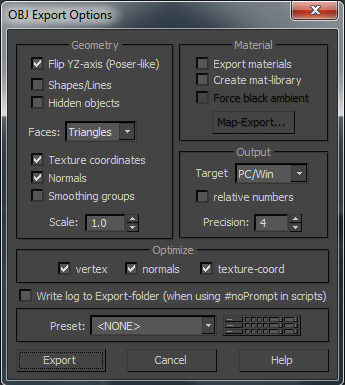 OBJ Export Options
Geometry
Flip YZ-axis (Poser-like)
Shapes/Lines
Hidden objects
Faces: Triangles
Texture coordinates
Normals
Smoothing groups
Scale: 1.0
Material
Export materials
Create mat-library
Force black ambient
Map-Export...
Output
Target PC/Win
relative numbers
Precision: 4
Optimize
vertex normals texture-coord
Write log to Export-folder (when using #noPrompt in scripts)
Preset: <NONE>
Export Cancel Help